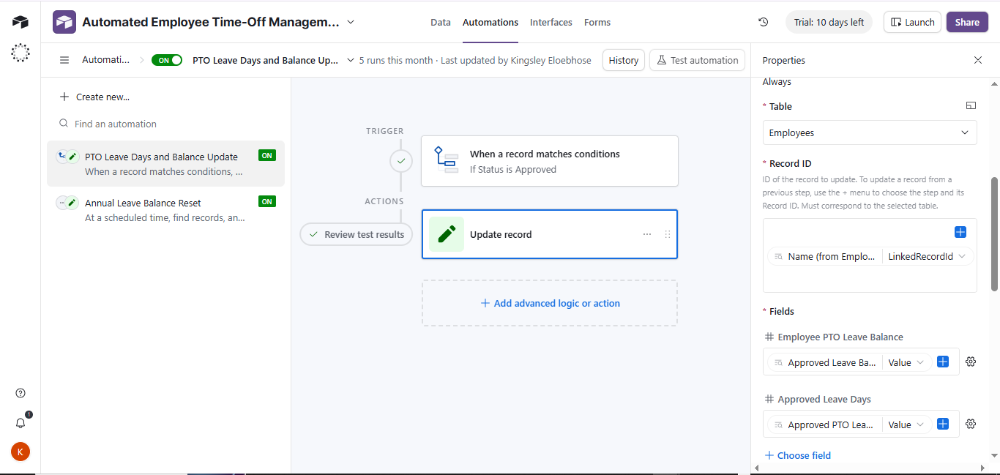 Automated Employee Time-Off Managem...
Data
Automations
Interfaces
Forms
Trial: 10 days left
Launch
Share
Automati...
ON
PTO Leave Days and Balance Up...
5 runs this month · Last updated by Kingsley Eloebhose
History
Test automation
Properties
Create new...
Find an automation
PTO Leave Days and Balance Update
ON
When a record matches conditions, ...
Annual Leave Balance Reset
ON
At a scheduled time, find records, an...
1
K
TRIGGER
When a record matches conditions
If Status is Approved
ACTIONS
Review test results
Update record
+ Add advanced logic or action
Always
* Table
Employees
* Record ID
ID of the record to update. To update a record from a
previous step, use the + menu to choose the step and its
Record ID. Must correspond to the selected table.
Name (from Emplo...
LinkedRecordId
* Fields
Employee PTO Leave Balance
Approved Leave Ba...
Value
Approved Leave Days
Approved PTO Lea...
Value
+ Choose field